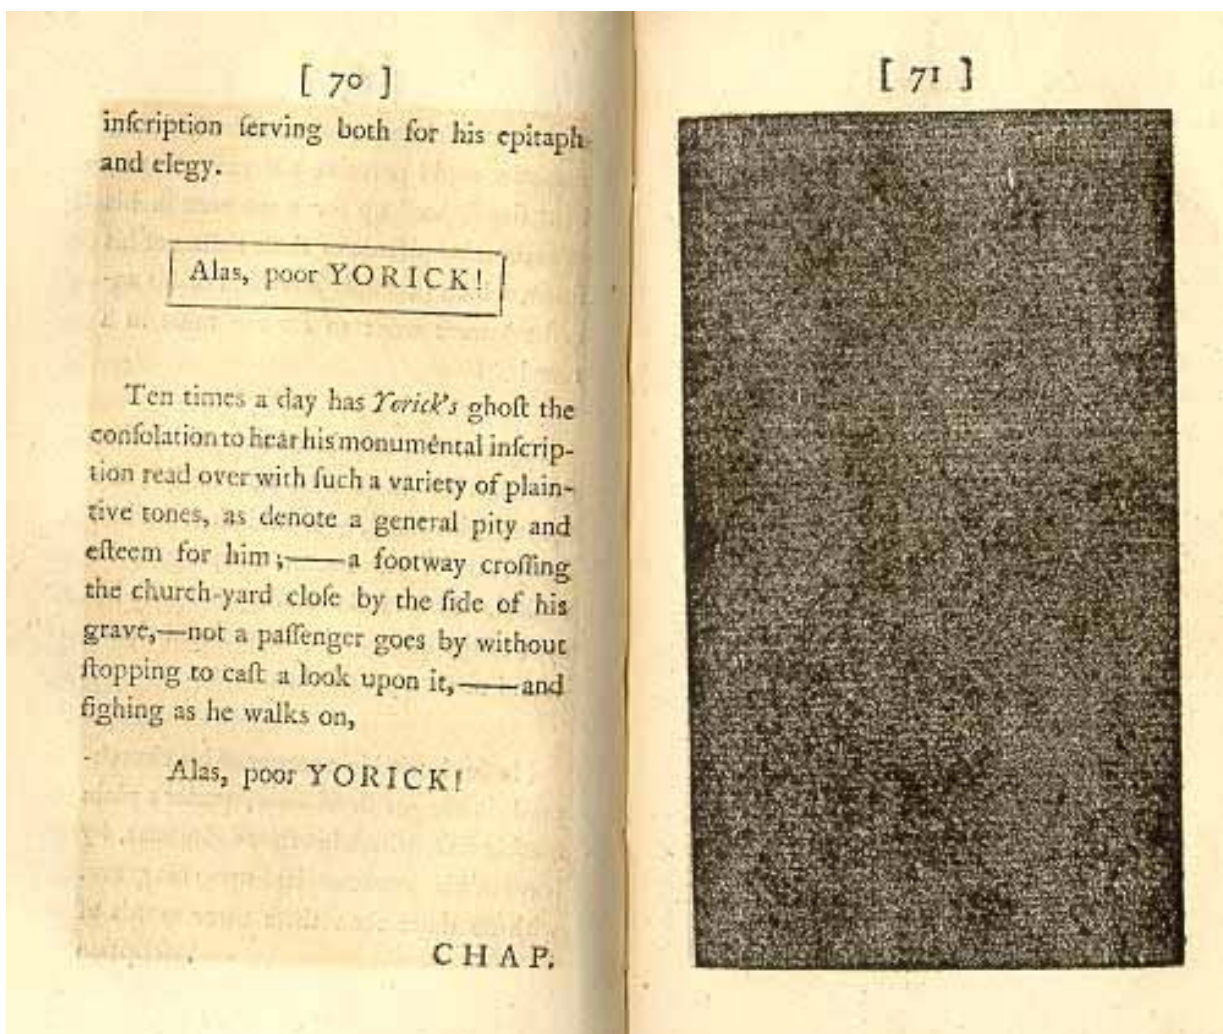 [ 70 ]
inſcription ſerving both for his epitaph
and elegy.
Alas, poor YORICK!
Ten times a day has Yorick's ghoſt the
conſolation to hear his monumental inſcrip-
tion read over with ſuch a variety of plain-
tive tones, as denote a general pity and
eſteem for him;——a footway croſſing
the church-yard cloſe by the ſide of his
grave,—not a paſſenger goes by without
ſtopping to caſt a look upon it,——and
ſighing as he walks on,
Alas, poor YORICK!
CHAP.
[ 71 ]